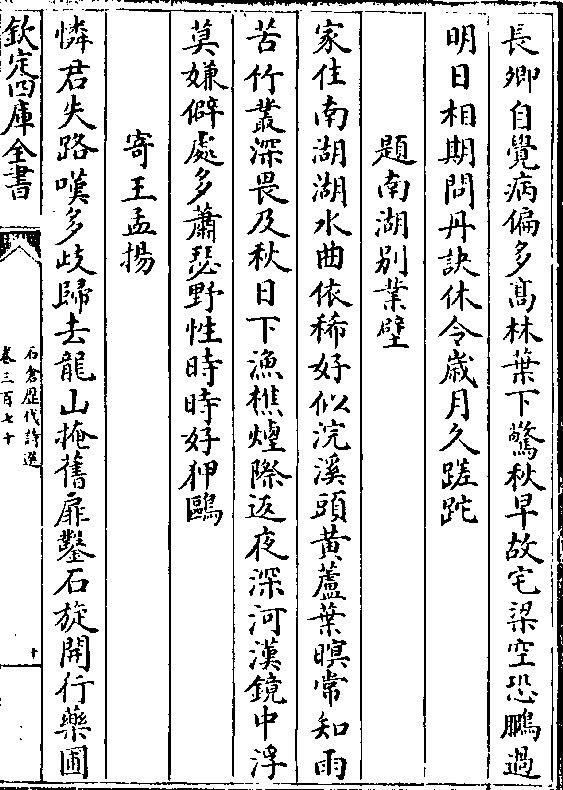 長卿自覺病偏多髙林葉下驚秋早故宅梁空恐鵩過
明日相期問丹訣休令歲月久蹉跎
題南湖别業壁
家住南湖湖水曲依稀好似浣溪頭黄蘆葉暝常知雨
苦竹叢深畏及秋日下漁樵煙際返夜深河漢鏡中浮
莫嫌僻處多蕭瑟野性時時好狎鷗
寄王孟揚
憐君失路嘆多歧歸去龍山掩舊扉鑿石旋開行藥圃
欽定四庫全書
石倉歴代詩選
卷三百七十
十